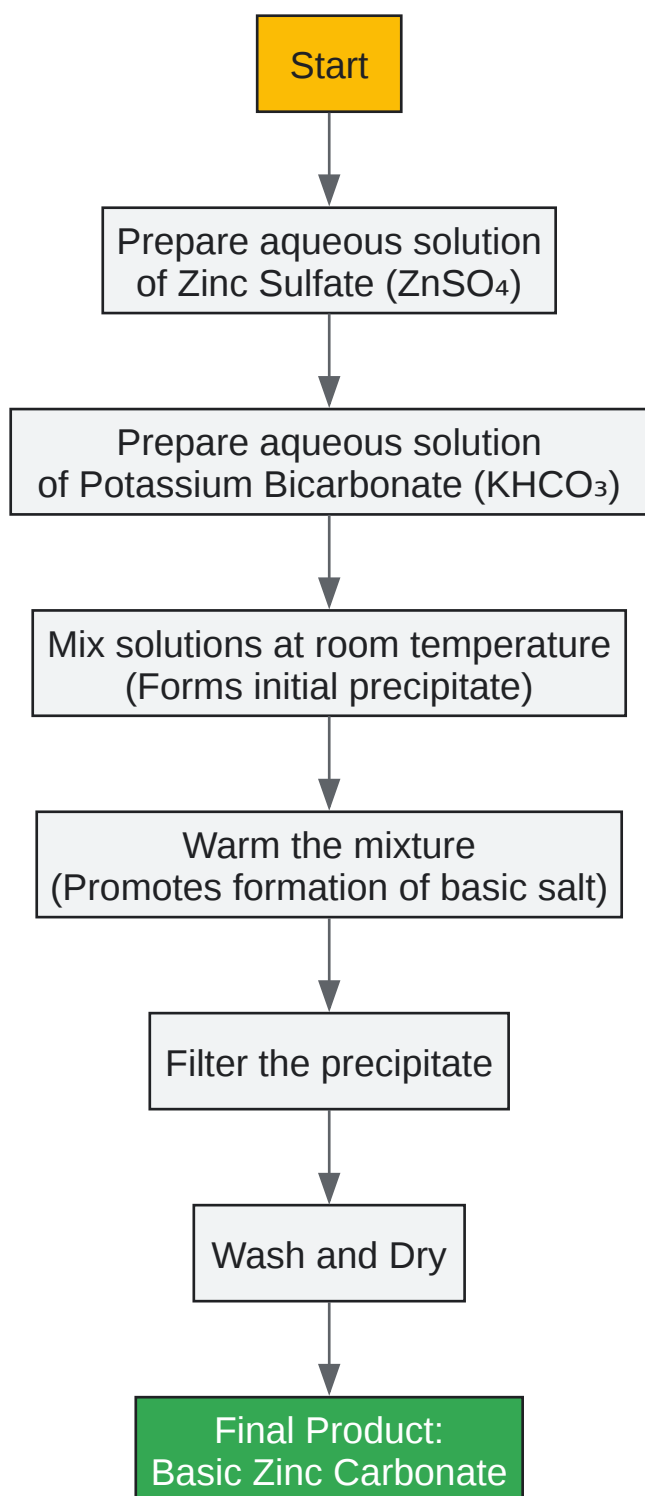 Start
Prepare aqueous solution
of Zinc Sulfate (ZnSO₄)
Prepare aqueous solution
of Potassium Bicarbonate (KHCO₃)
Mix solutions at room temperature
(Forms initial precipitate)
Warm the mixture
(Promotes formation of basic salt)
Filter the precipitate
Wash and Dry
Final Product:
Basic Zinc Carbonate